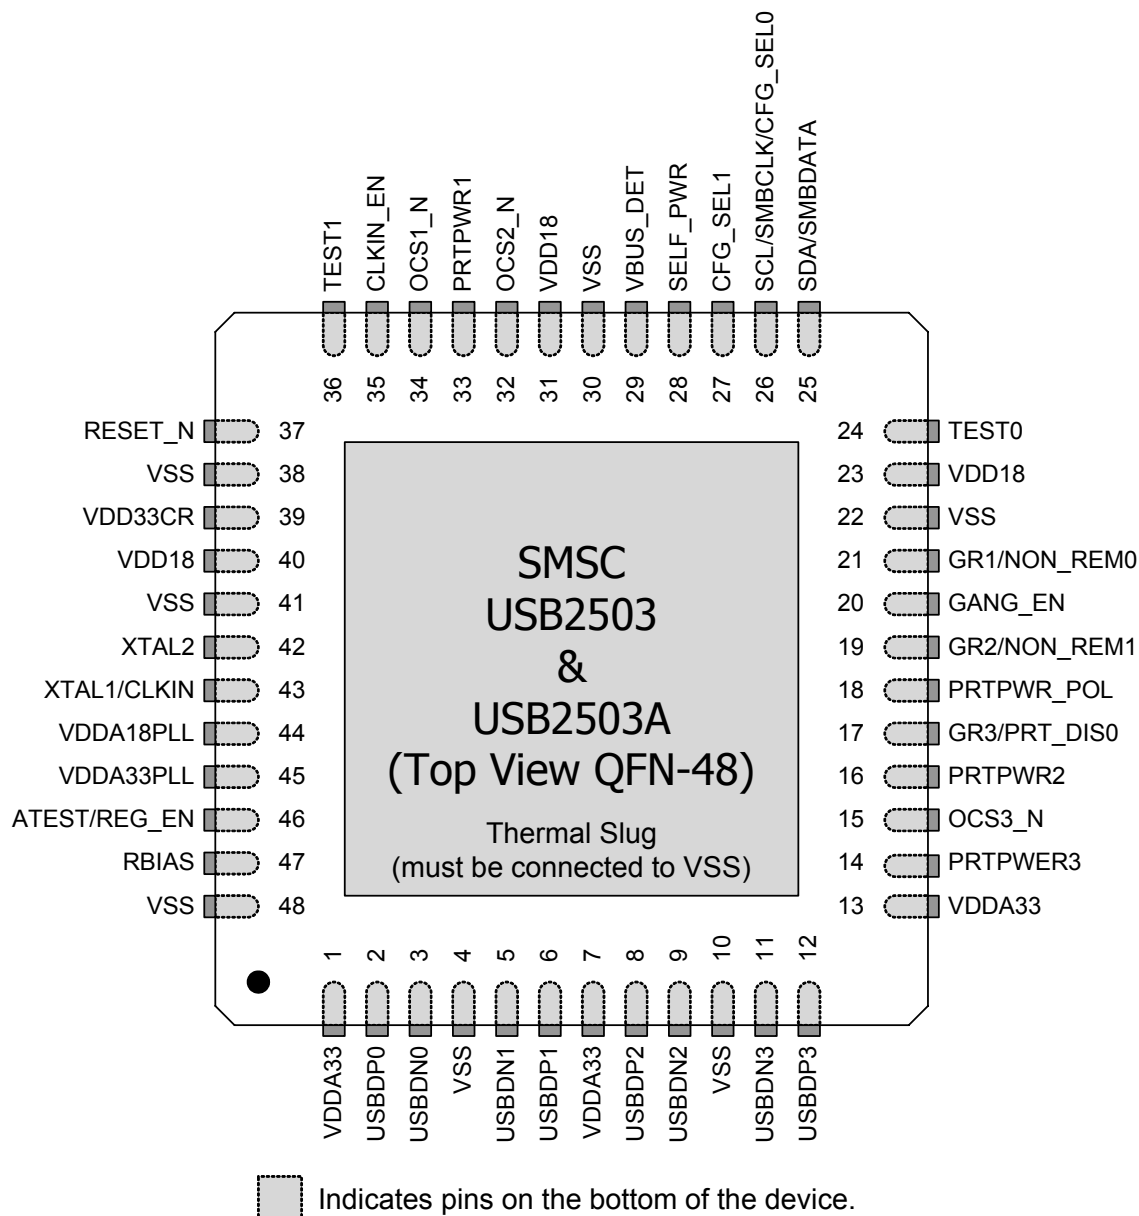 TEST1
CLKIN_EN
OCS1_N
PRTPWR1
OCS2_N
VDD18
VSS
VBUS_DET
SELF_PWR
CFG_SEL1
SCL/SMBCLK/CFG_SEL0
SDA/SMBDATA
36
35
34
33
32
31
30
29
28
27
26
25
RESET_N 37
VSS 38
VDD33CR 39
VDD18 40
VSS 41
XTAL2 42
XTAL1/CLKIN 43
VDDA18PLL 44
VDDA33PLL 45
ATEST/REG_EN 46
RBIAS 47
VSS 48
SMSC
USB2503
&
USB2503A
(Top View QFN-48)
Thermal Slug
(must be connected to VSS)
24 TEST0
23 VDD18
22 VSS
21 GR1/NON_REM0
20 GANG_EN
19 GR2/NON_REM1
18 PRTPWR_POL
17 GR3/PRT_DIS0
16 PRTPWR2
15 OCS3_N
14 PRTPWER3
13 VDDA33
1
2
3
4
5
6
7
8
9
10
11
12
VDDA33
USBDP0
USBDN0
VSS
USBDN1
USBDP1
VDDA33
USBDP2
USBDN2
VSS
USBDN3
USBDP3
Indicates pins on the bottom of the device.